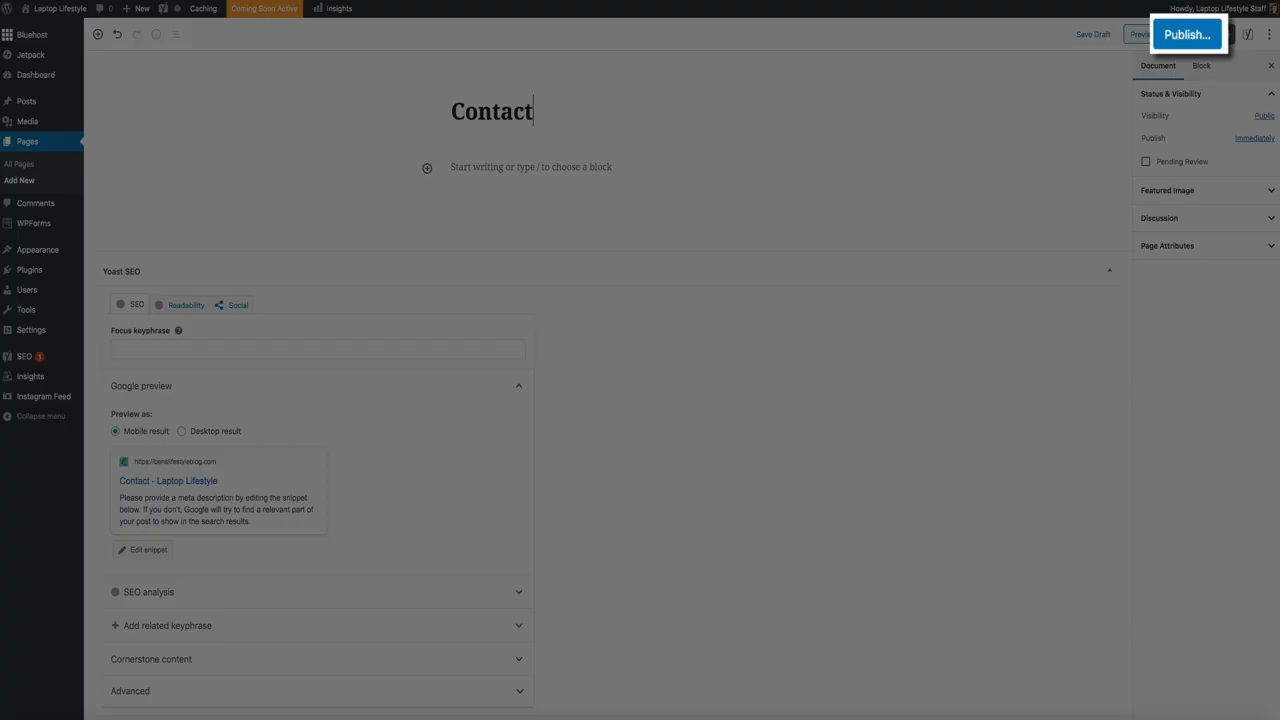 Laptop Lifestyle
0
New
Caching
Coming Soon Active
Insights
Howdy, Laptop Lifestyle Staff
Bluehost
Jetpack
Dashboard
Posts
Media
Pages
All Pages
Add New
Comments
WPForms
Appearance
Plugins
Users
Tools
Settings
SEO 1
Insights
Instagram Feed
Collapse menu
Save Draft
Publish...
Contact
Start writing or type / to choose a block
Yoast SEO
SEO
Readability
Social
Focus keyphrase
Google preview
Preview as:
Mobile result
Desktop result
https://benslifestyleblog.com
Contact - Laptop Lifestyle
Please provide a meta description by editing the snippet
below. If you don't, Google will try to find a relevant part of
your post to show in the search results.
Edit snippet
SEO analysis
Add related keyphrase
Cornerstone content
Advanced
Document
Block
Status & Visibility
Visibility
Public
Publish
Immediately
Pending Review
Featured Image
Discussion
Page Attributes